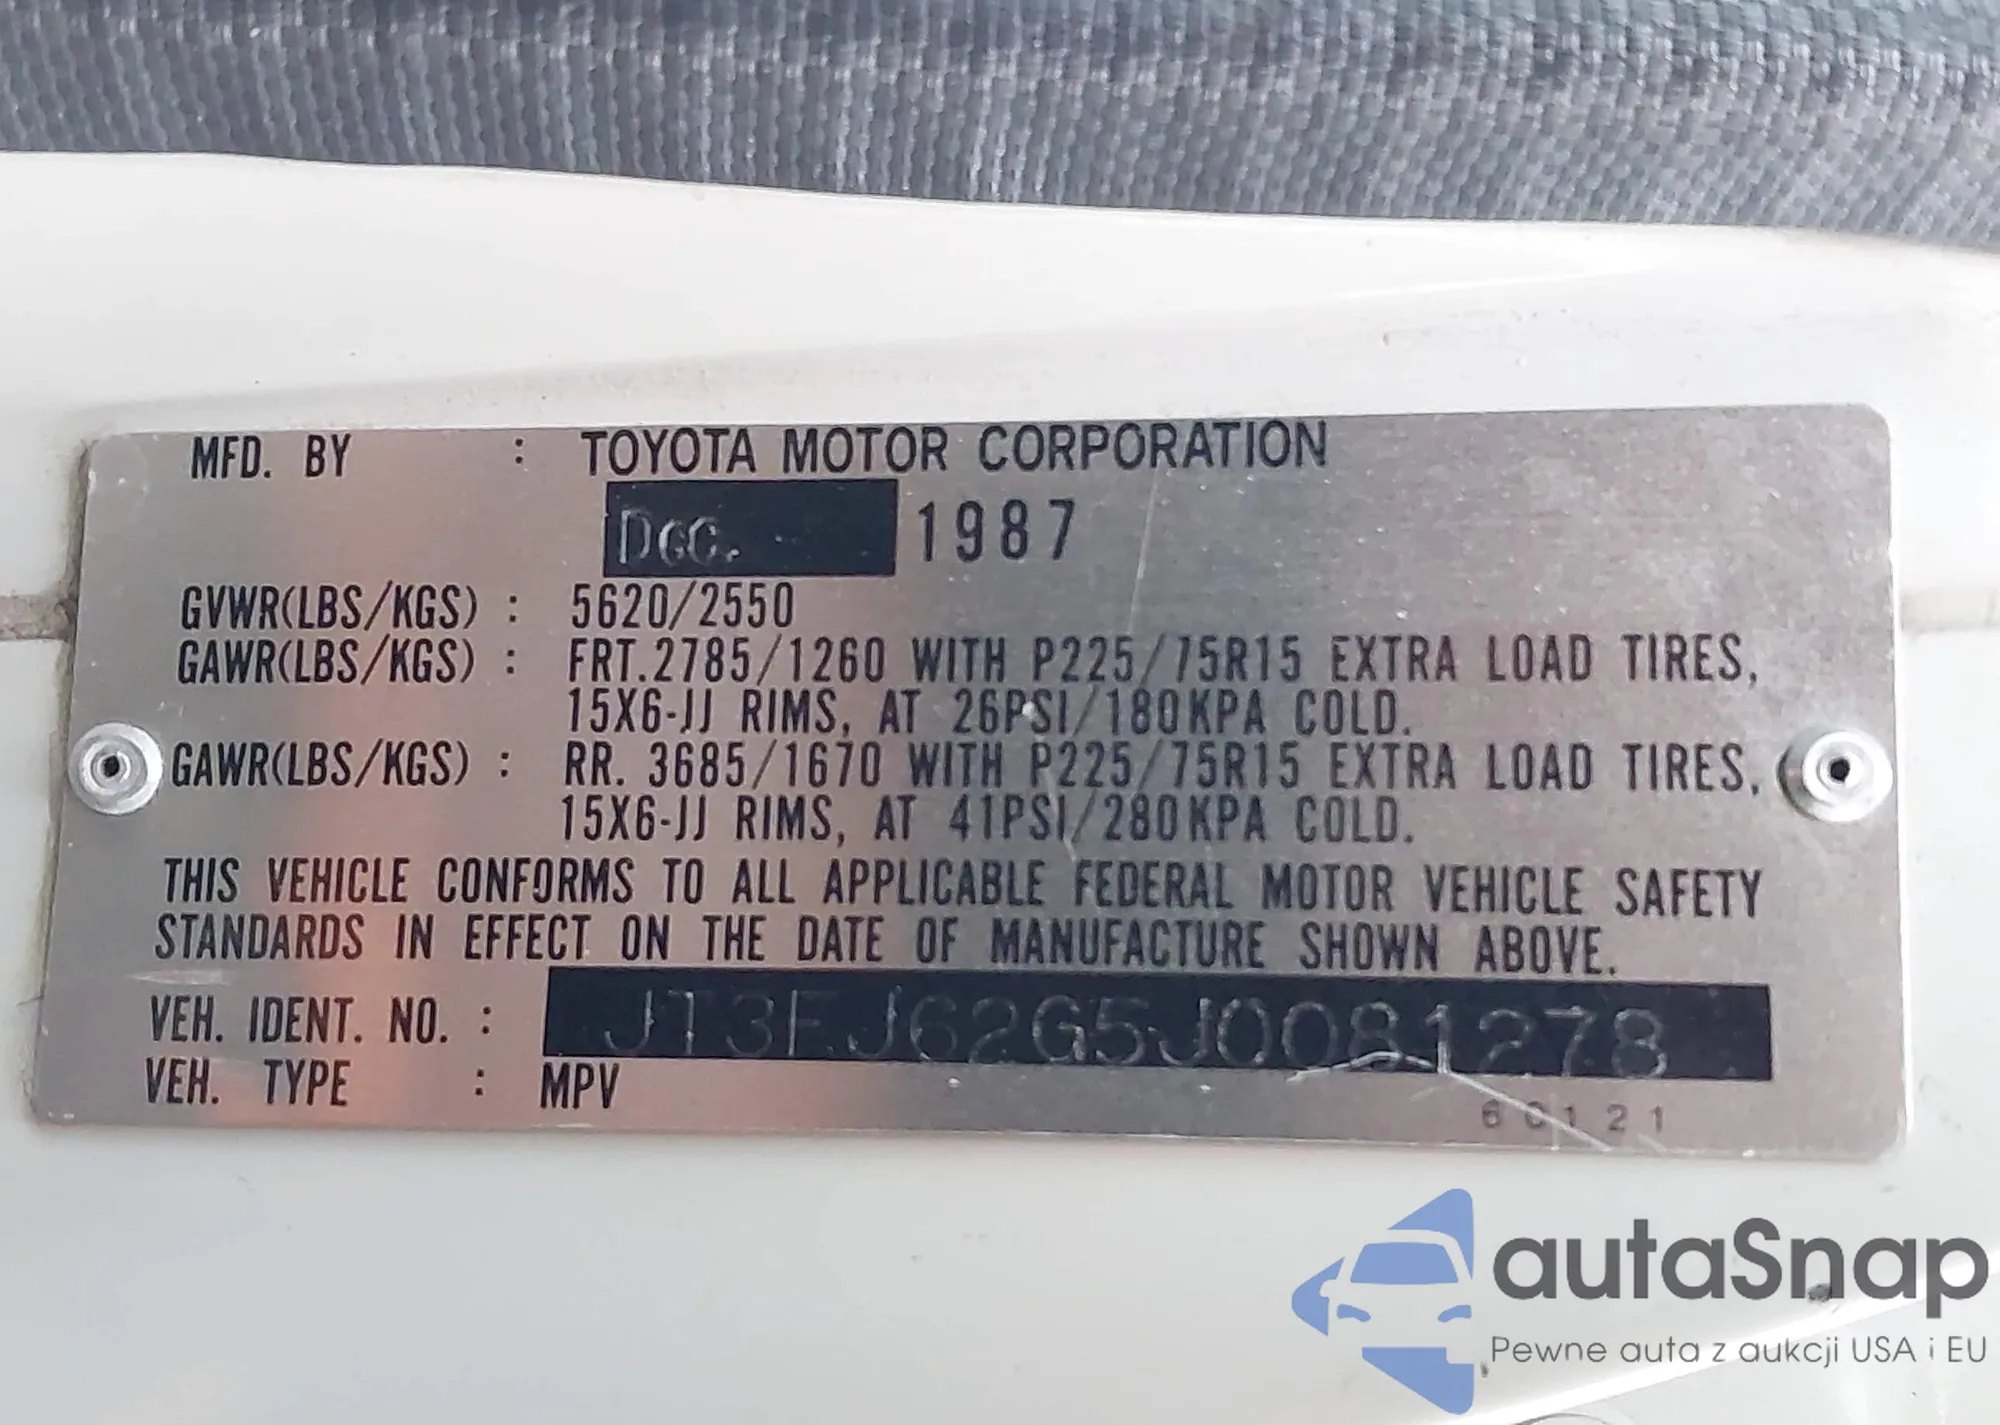 MFD. BY : TOYOTA MOTOR CORPORATION
DEC. 1987
GVWR(LBS/KGS) : 5620/2550
GAWR(LBS/KGS) : FRT.2785/1260 WITH P225/75R15 EXTRA LOAD TIRES,
15X6-JJ RIMS, AT 26PSI/180KPA COLD.
GAWR(LBS/KGS) : RR. 3685/1670 WITH P225/75R15 EXTRA LOAD TIRES,
15X6-JJ RIMS, AT 41PSI/280KPA COLD.
THIS VEHICLE CONFORMS TO ALL APPLICABLE FEDERAL MOTOR VEHICLE SAFETY
STANDARDS IN EFFECT ON THE DATE OF MANUFACTURE SHOWN ABOVE.
VEH. IDENT. NO. : JT3FJ62G5J0081278
VEH. TYPE : MPV
60121
autaSnap
Pewne auta z aukcji USA i EU